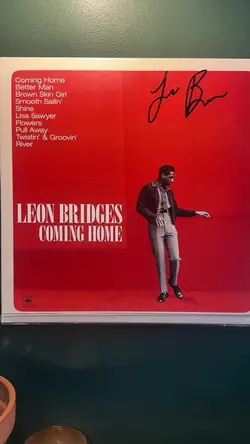 Coming Home
Better Man
Brown Skin Girl
Smooth Sailin'
Shine
Lisa Sawyer
Flowers
Pull Away
Twistin' & Groovin'
River
LEON BRIDGES
COMING HOME